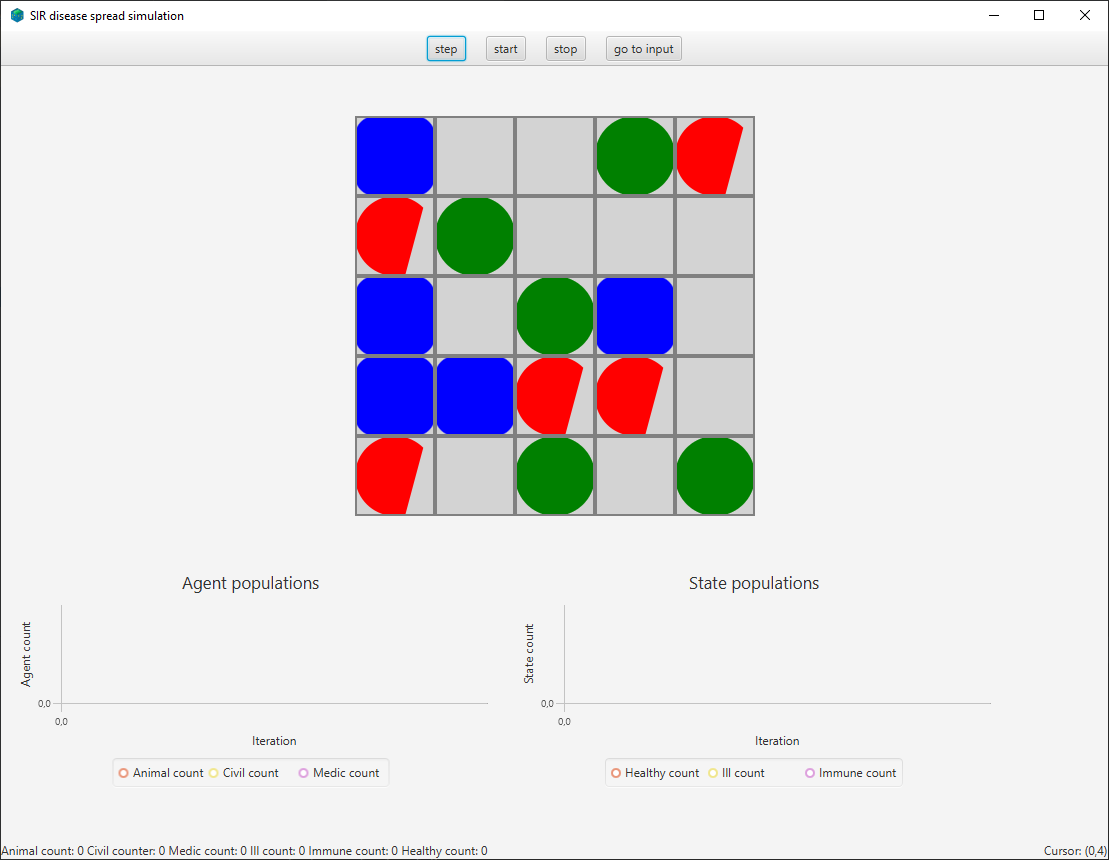 SIR disease spread simulation
step start stop go to input
Agent populations State populations
Agent count
State count
0,0
0,0
0,0
0,0
Iteration Iteration
Animal count Civil count Medic count Healthy count Ill count Immune count
Animal count: 0 Civil counter: 0 Medic count: 0 Ill count: 0 Immune count: 0 Healthy count: 0 Cursor: (0,4)